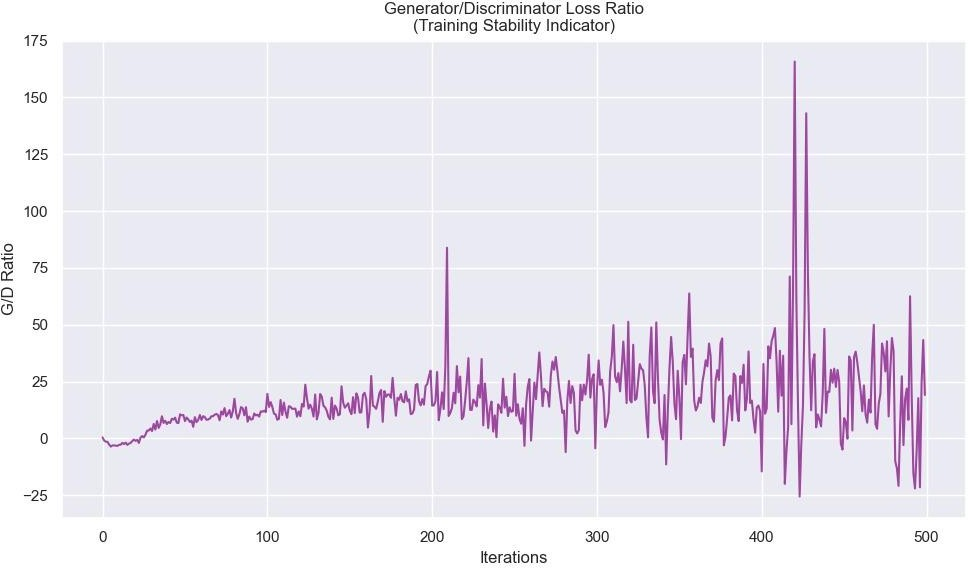 Generator/Discriminator Loss Ratio
(Training Stability Indicator)
175
150
125
100
75
50
25
0
−25
G/D Ratio
0 100 200 300 400 500
Iterations